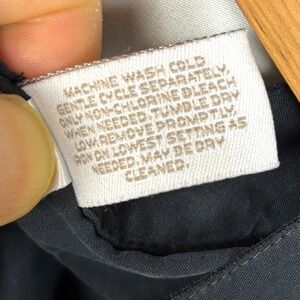 MACHINE WASH COLD
GENTLE CYCLE SEPARATELY.
ONLY NON-CHLORINE BLEACH
WHEN NEEDED. TUMBLE DRY
LOW. REMOVE PROMPTLY.
IRON ON LOWEST SETTING AS
NEEDED. MAY BE DRY
CLEANED.